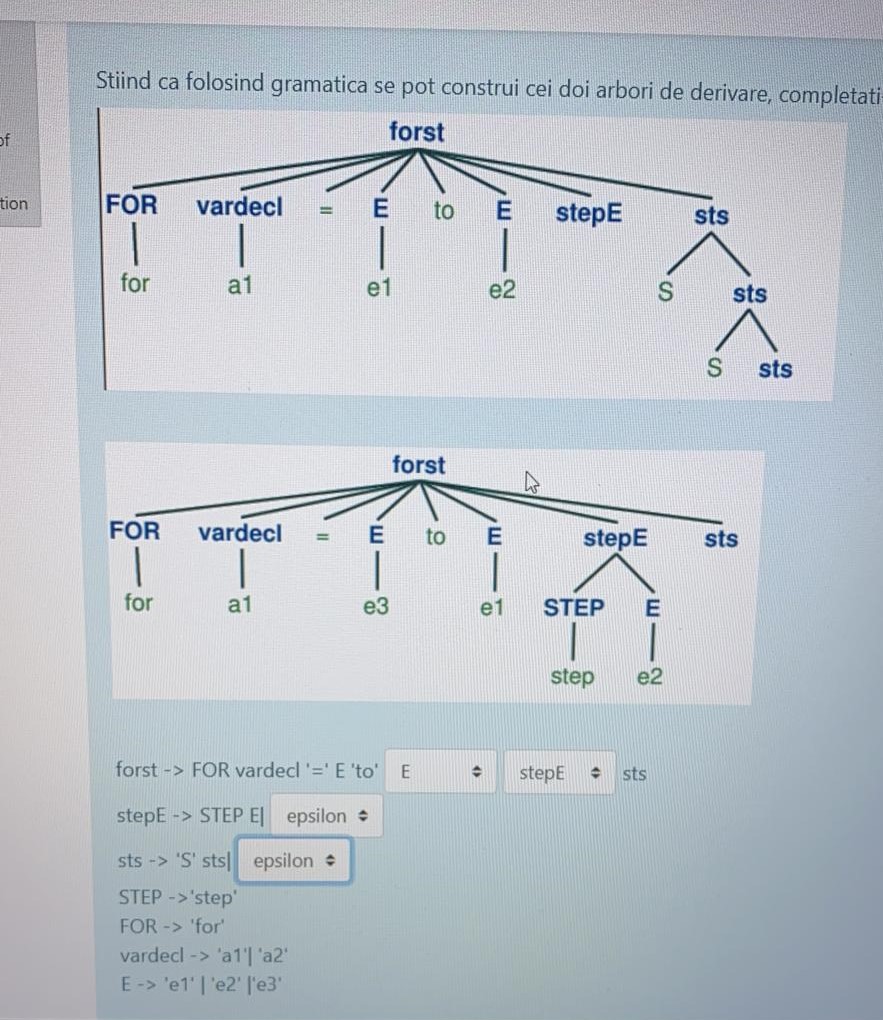 of
tion
Stiind ca folosind gramatica se pot construi cei doi arbori de derivare, completati
forst
FOR vardecl = E to E stepE sts
for a1 e1 e2 S sts
S sts
forst
FOR vardecl = E to E stepE sts
for a1 e3 e1 STEP E
step e2
forst -> FOR vardecl '=' E 'to' E stepE sts
stepE -> STEP E| epsilon
sts -> 'S' sts| epsilon
STEP ->'step'
FOR -> 'for'
vardecl -> 'a1'| 'a2'
E -> 'e1' | 'e2' |'e3'